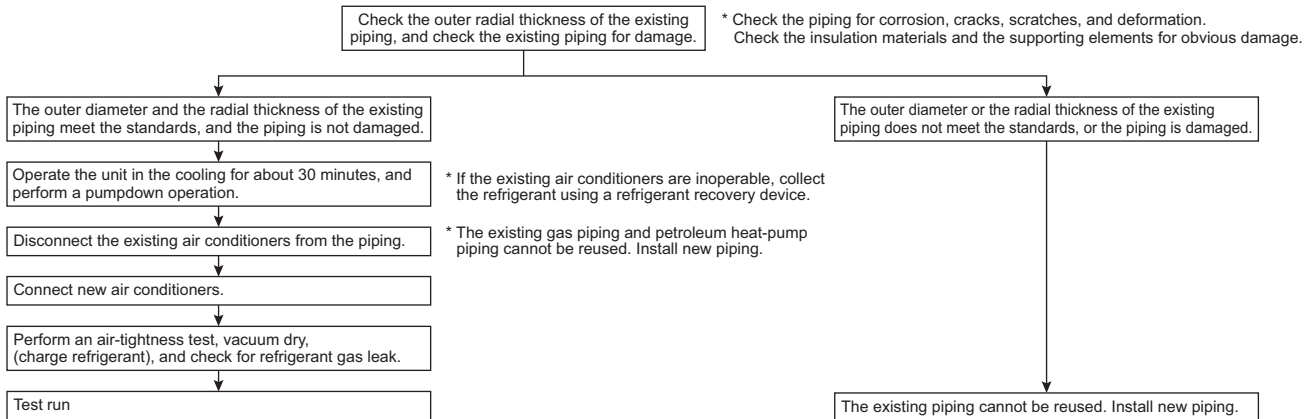 Check the outer radial thickness of the existing
piping, and check the existing piping for damage.
* Check the piping for corrosion, cracks, scratches, and deformation.
Check the insulation materials and the supporting elements for obvious damage.
The outer diameter and the radial thickness of the existing
piping meet the standards, and the piping is not damaged.
The outer diameter or the radial thickness of the existing
piping does not meet the standards, or the piping is damaged.
Operate the unit in the cooling for about 30 minutes, and
perform a pumpdown operation.
* If the existing air conditioners are inoperable, collect
the refrigerant using a refrigerant recovery device.
Disconnect the existing air conditioners from the piping.
* The existing gas piping and petroleum heat-pump
piping cannot be reused. Install new piping.
Connect new air conditioners.
Perform an air-tightness test, vacuum dry,
(charge refrigerant), and check for refrigerant gas leak.
Test run
The existing piping cannot be reused. Install new piping.